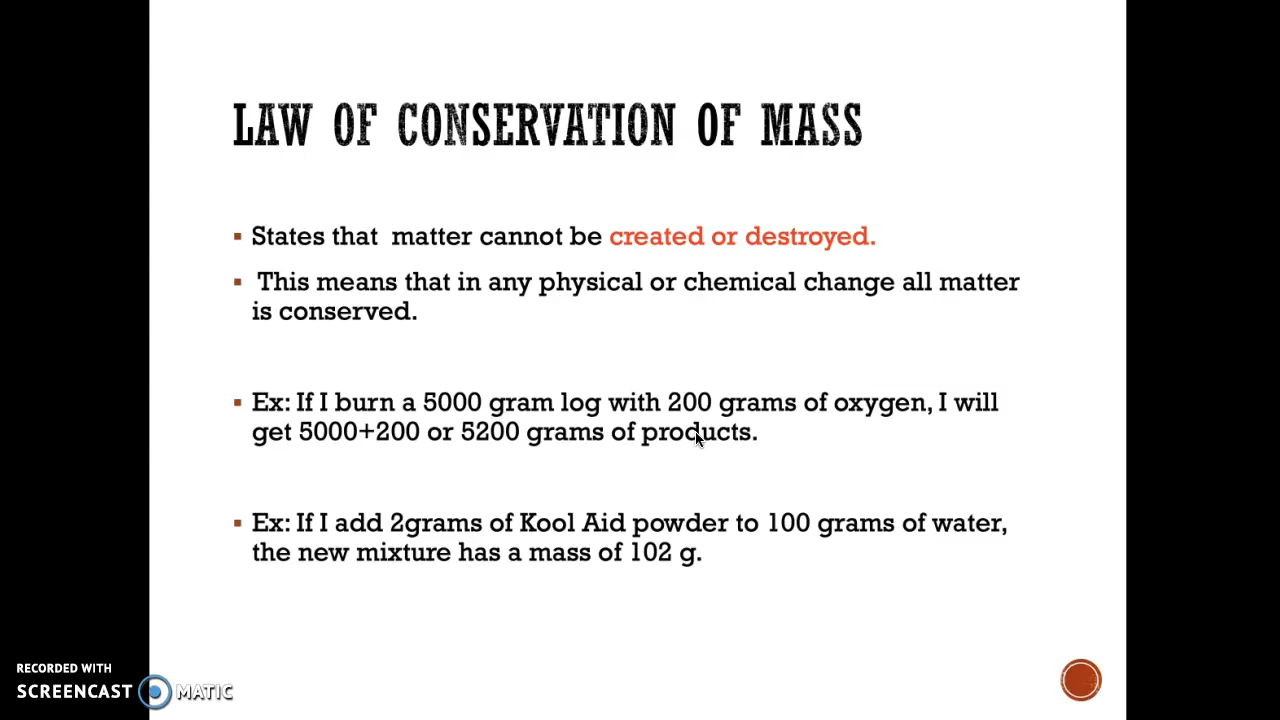 LAW OF CONSERVATION OF MASS
▪ States that  matter cannot be created or destroyed.
▪ This means that in any physical or chemical change all matter
is conserved.
▪ Ex: If I burn a 5000 gram log with 200 grams of oxygen, I will
get 5000+200 or 5200 grams of products.
▪ Ex: If I add 2grams of Kool Aid powder to 100 grams of water,
the new mixture has a mass of 102 g.
RECORDED WITH
SCREENCAST MATIC